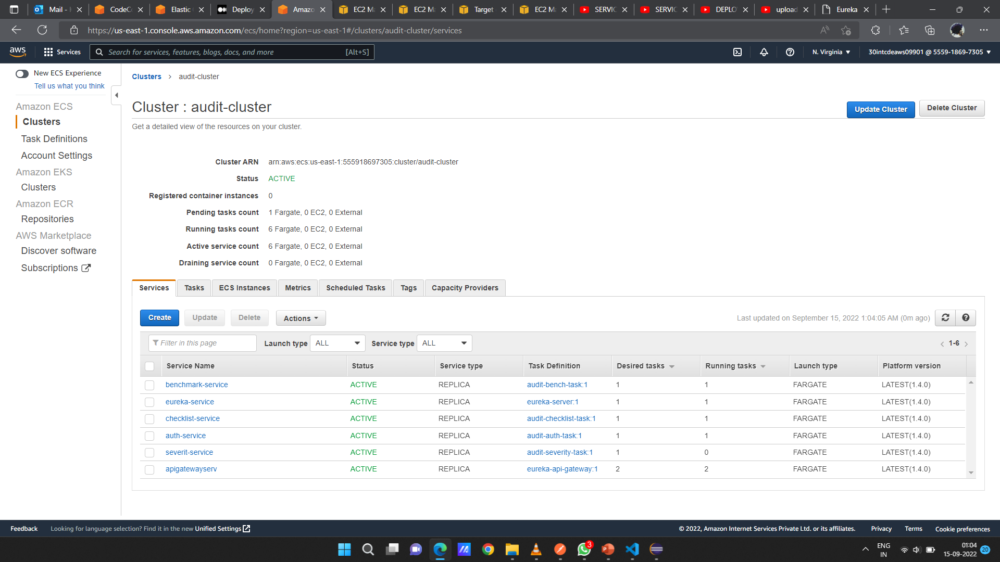 Mail - CodeC Elastic Deploy Amazo EC2 Ma EC2 Ma Target EC2 Ma SERVIC SERVIC DEPLO upload Eureka
https://us-east-1.console.aws.amazon.com/ecs/home?region=us-east-1#/clusters/audit-cluster/services
aws Services Search for services, features, blogs, docs, and more [Alt+S] N. Virginia 30intcdeaws09901 @ 5559-1869-7305
New ECS Experience
Tell us what you think
Amazon ECS
Clusters
Task Definitions
Account Settings
Amazon EKS
Clusters
Amazon ECR
Repositories
AWS Marketplace
Discover software
Subscriptions
Clusters > audit-cluster
Cluster : audit-cluster
Update Cluster Delete Cluster
Get a detailed view of the resources on your cluster.
Cluster ARN arn:aws:ecs:us-east-1:555918697305:cluster/audit-cluster
Status ACTIVE
Registered container instances 0
Pending tasks count 1 Fargate, 0 EC2, 0 External
Running tasks count 6 Fargate, 0 EC2, 0 External
Active service count 6 Fargate, 0 EC2, 0 External
Draining service count 0 Fargate, 0 EC2, 0 External
Services Tasks ECS Instances Metrics Scheduled Tasks Tags Capacity Providers
Create Update Delete Actions Last updated on September 15, 2022 1:04:05 AM (0m ago)
Filter in this page Launch type ALL Service type ALL < 1-6 >
Service Name Status Service type Task Definition Desired tasks Running tasks Launch type Platform version
benchmark-service ACTIVE REPLICA audit-bench-task:1 1 1 FARGATE LATEST(1.4.0)
eureka-service ACTIVE REPLICA eureka-server:1 1 1 FARGATE LATEST(1.4.0)
checklist-service ACTIVE REPLICA audit-checklist-task:1 1 1 FARGATE LATEST(1.4.0)
auth-service ACTIVE REPLICA audit-auth-task:1 1 1 FARGATE LATEST(1.4.0)
severit-service ACTIVE REPLICA audit-severity-task:1 1 0 FARGATE LATEST(1.4.0)
apigatewayserv ACTIVE REPLICA eureka-api-gateway:1 2 2 FARGATE LATEST(1.4.0)
Feedback Looking for language selection? Find it in the new Unified Settings © 2022, Amazon Internet Services Private Ltd. or its affiliates. Privacy Terms Cookie preferences
3 ENG 01:04
IN 15-09-2022 20